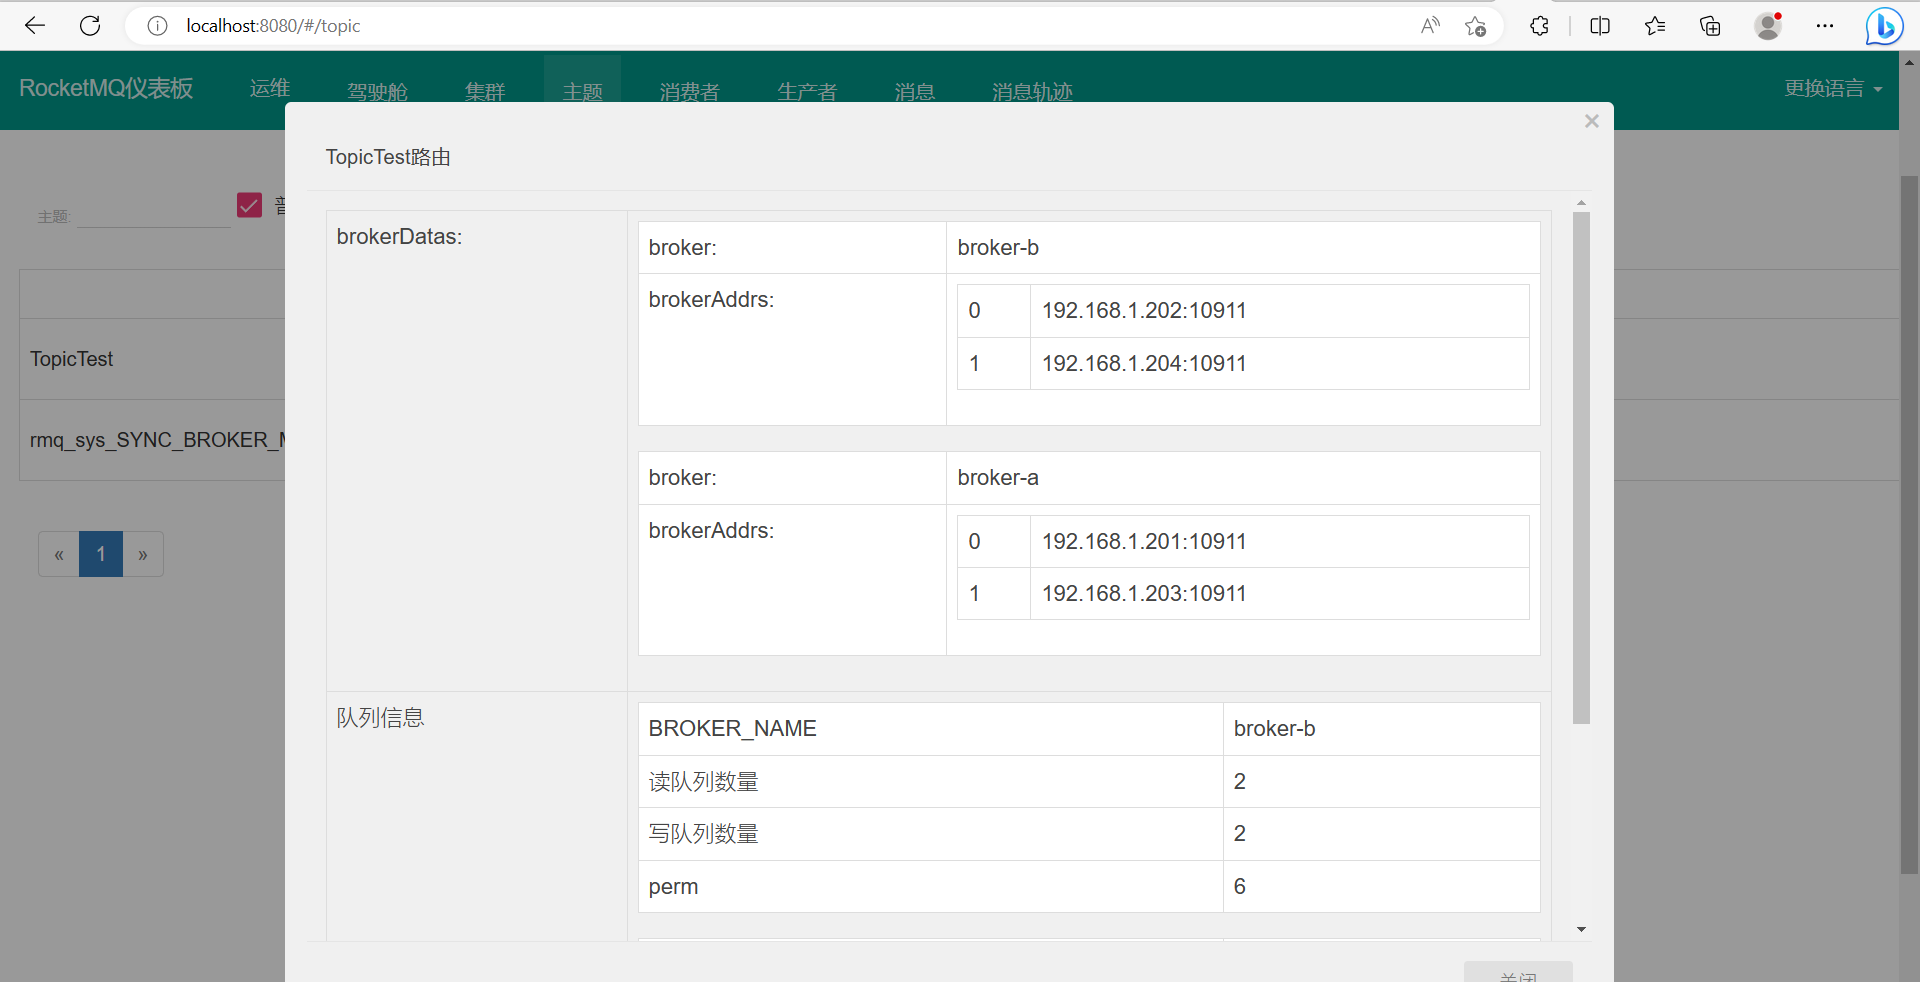 localhost:8080/#/topic
RocketMQ仪表板 运维 驾驶舱 集群 主题 消费者 生产者 消息 消息轨迹 更换语言
TopicTest路由
×
主题:
普
brokerDatas:
broker: broker-b
brokerAddrs:
0 192.168.1.202:10911
1 192.168.1.204:10911
broker: broker-a
brokerAddrs:
0 192.168.1.201:10911
1 192.168.1.203:10911
TopicTest
rmq_sys_SYNC_BROKER_M
« 1 »
队列信息
BROKER_NAME broker-b
读队列数量 2
写队列数量 2
perm 6
关闭